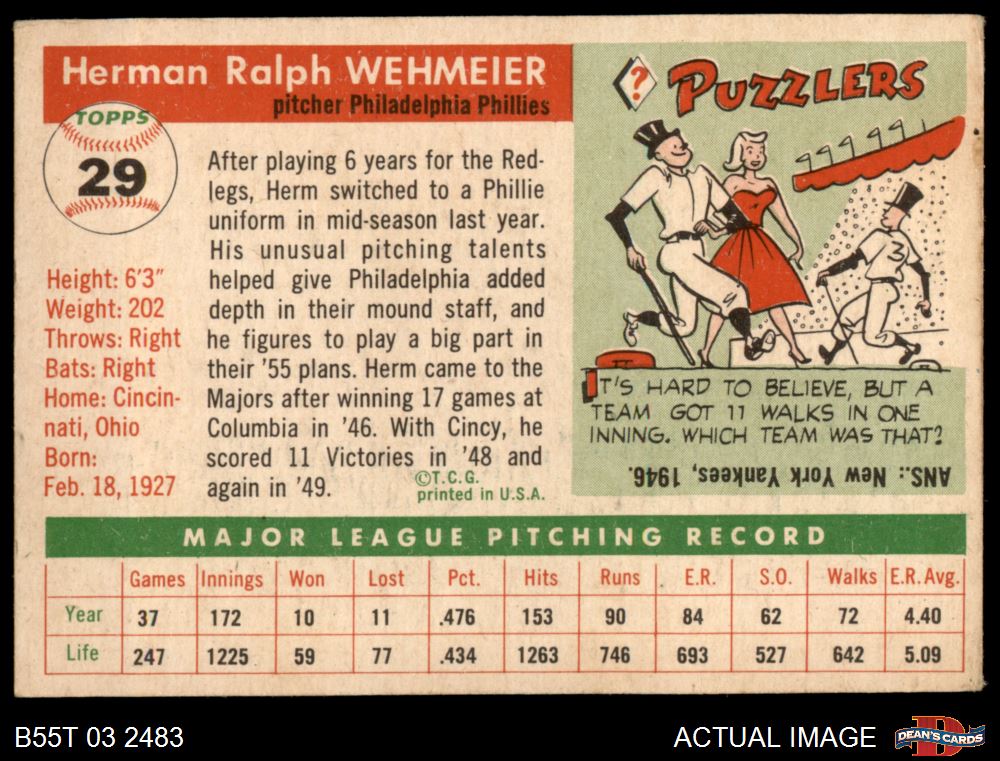 Herman Ralph WEHMEIER
pitcher Philadelphia Phillies
TOPPS
29
Height: 6'3"
Weight: 202
Throws: Right
Bats: Right
Home: Cincin-
nati, Ohio
Born:
Feb. 18, 1927
After playing 6 years for the Red-
legs, Herm switched to a Phillie
uniform in mid-season last year.
His unusual pitching talents
helped give Philadelphia added
depth in their mound staff, and
he figures to play a big part in
their '55 plans. Herm came to the
Majors after winning 17 games at
Columbia in '46. With Cincy, he
scored 11 Victories in '48 and
again in '49.
©T.C.G.
printed in U.S.A.
?
PUZZLERS
3
IT'S HARD TO BELIEVE, BUT A
TEAM GOT 11 WALKS IN ONE
INNING. WHICH TEAM WAS THAT?
ANS.: New York Yankees, 1946.
MAJOR LEAGUE PITCHING RECORD
Games Innings Won Lost Pct. Hits Runs E.R. S.O. Walks E.R. Avg.
Year 37 172 10 11 .476 153 90 84 62 72 4.40
Life 247 1225 59 77 .434 1263 746 693 527 642 5.09
B55T 03 2483
ACTUAL IMAGE
DEAN'S CARDS